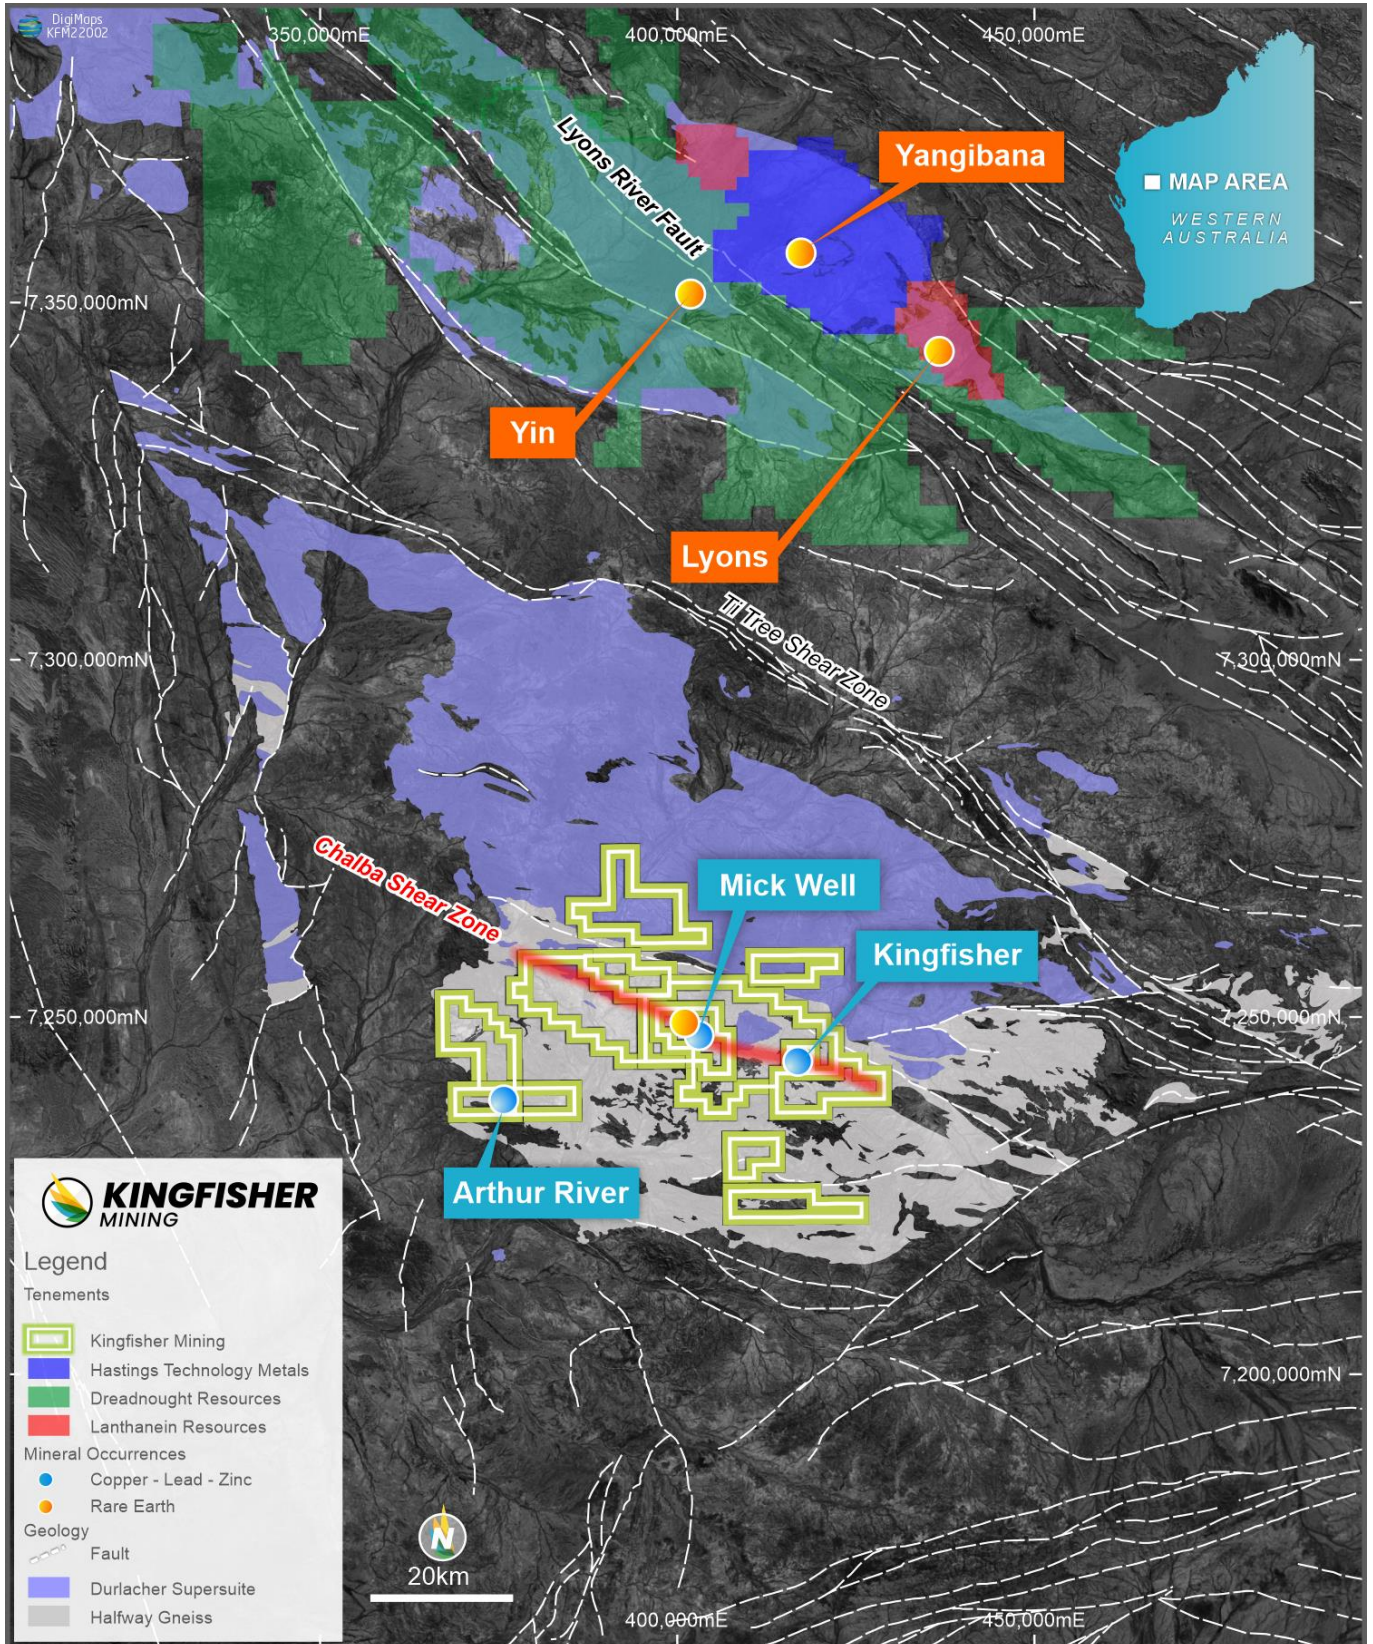 DigiMaps
KFM22002
350,000mE
400,000mE
450,000mE
Lyons River Fault
Yangibana
MAP AREA
WESTERN
AUSTRALIA
7,350,000mN
Yin
Lyons
Ti Tree Shear Zone
7,300,000mN
7,300,000mN
Chalba Shear Zone
Mick Well
Kingfisher
7,250,000mN
7,250,000mN
Arthur River
KINGFISHER
MINING
Legend
Tenements
Kingfisher Mining
Hastings Technology Metals
Dreadnought Resources
Lanthanein Resources
Mineral Occurrences
Copper - Lead - Zinc
Rare Earth
Geology
Fault
Durlacher Supersuite
Halfway Gneiss
7,200,000mN
N
20km
400,000mE
450,000mE